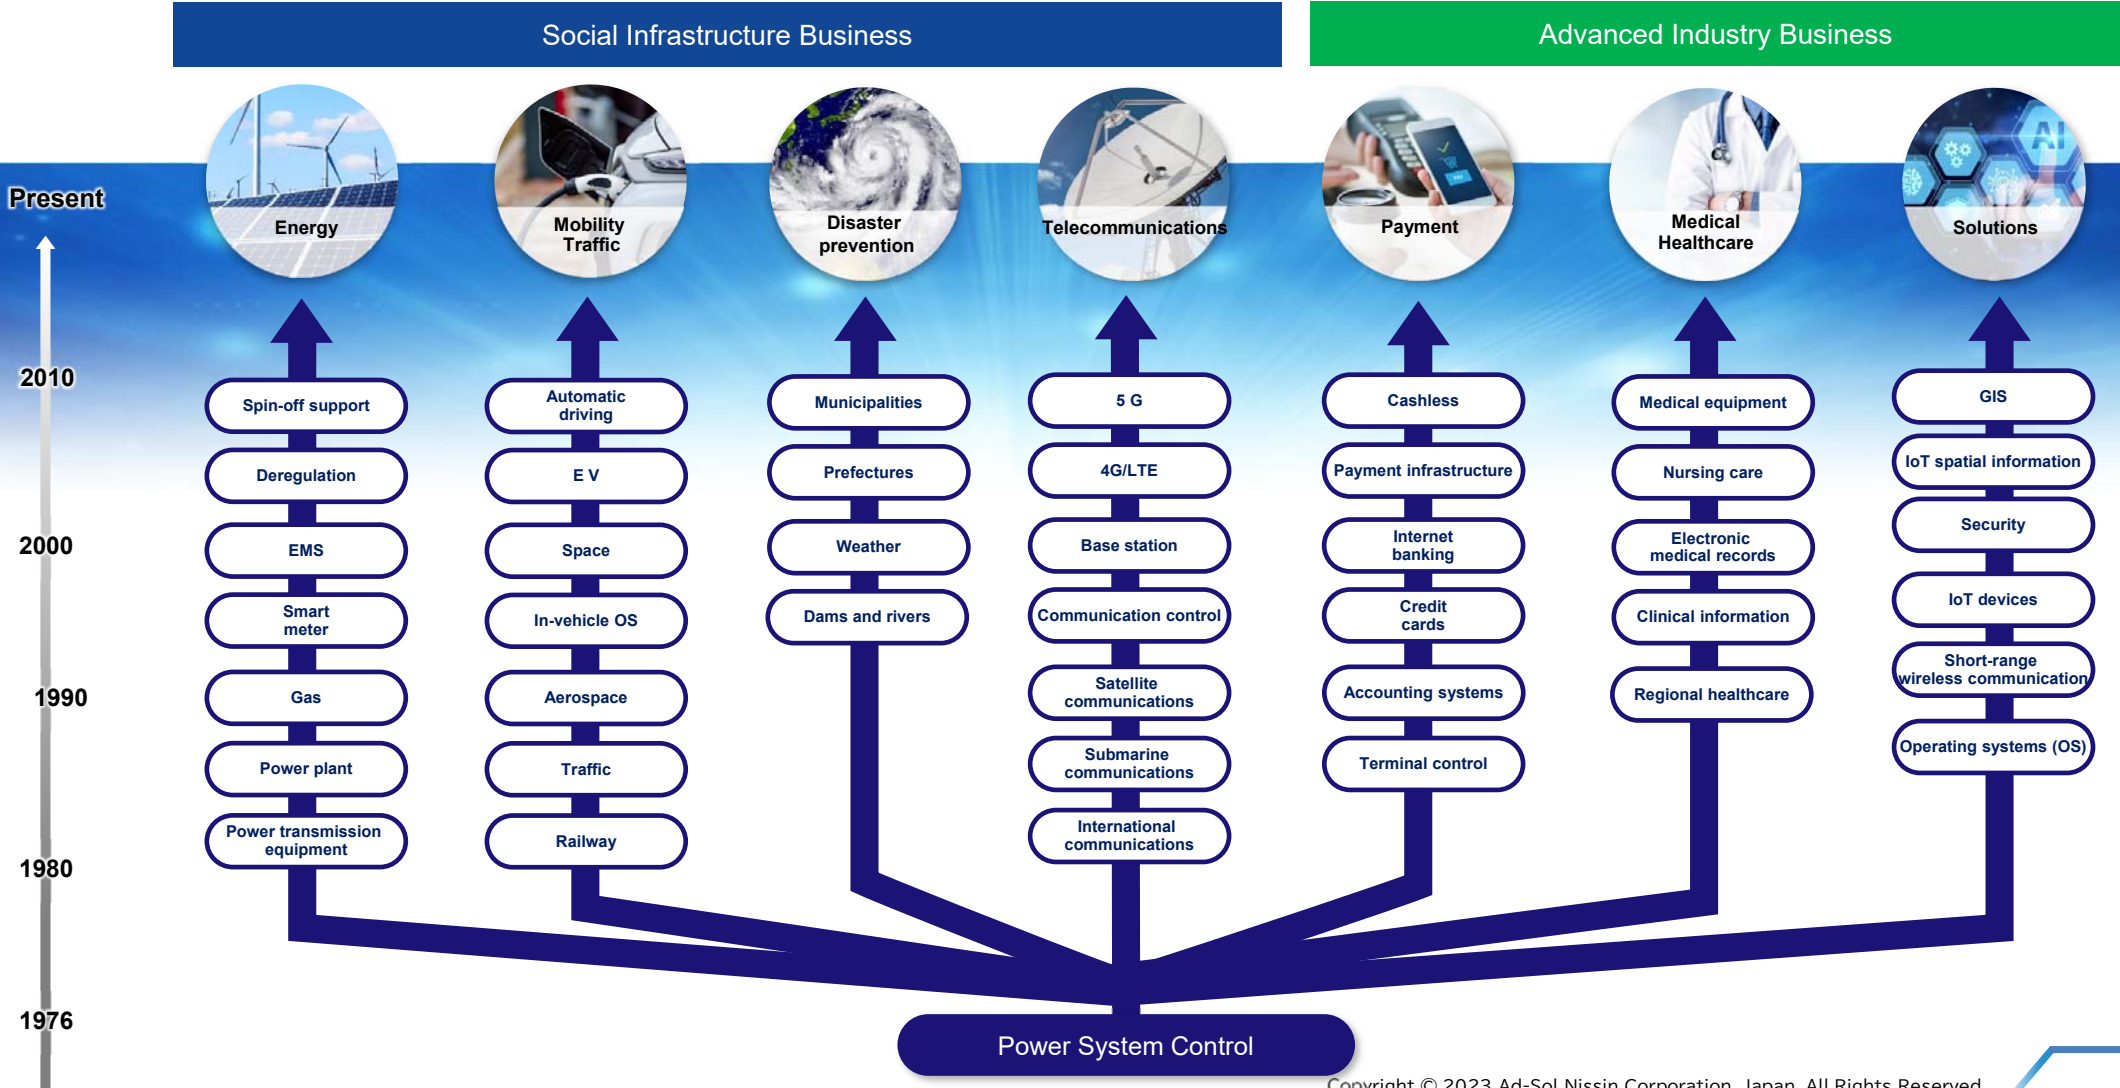 Social Infrastructure Business
Advanced Industry Business
Present
2010
2000
1990
1980
1976
Energy
Spin-off support
Deregulation
EMS
Smart
meter
Gas
Power plant
Power transmission
equipment
Mobility
Traffic
Automatic
driving
E V
Space
In-vehicle OS
Aerospace
Traffic
Railway
Disaster
prevention
Municipalities
Prefectures
Weather
Dams and rivers
Telecommunications
5 G
4G/LTE
Base station
Communication control
Satellite
communications
Submarine
communications
International
communications
Payment
Cashless
Payment infrastructure
Internet
banking
Credit
cards
Accounting systems
Terminal control
Medical
Healthcare
Medical equipment
Nursing care
Electronic
medical records
Clinical information
Regional healthcare
AI
Solutions
GIS
IoT spatial information
Security
IoT devices
Short-range
wireless communication
Operating systems (OS)
Power System Control
Copyright © 2023 Ad-Sol Nissin Corporation, Japan. All Rights Reserved